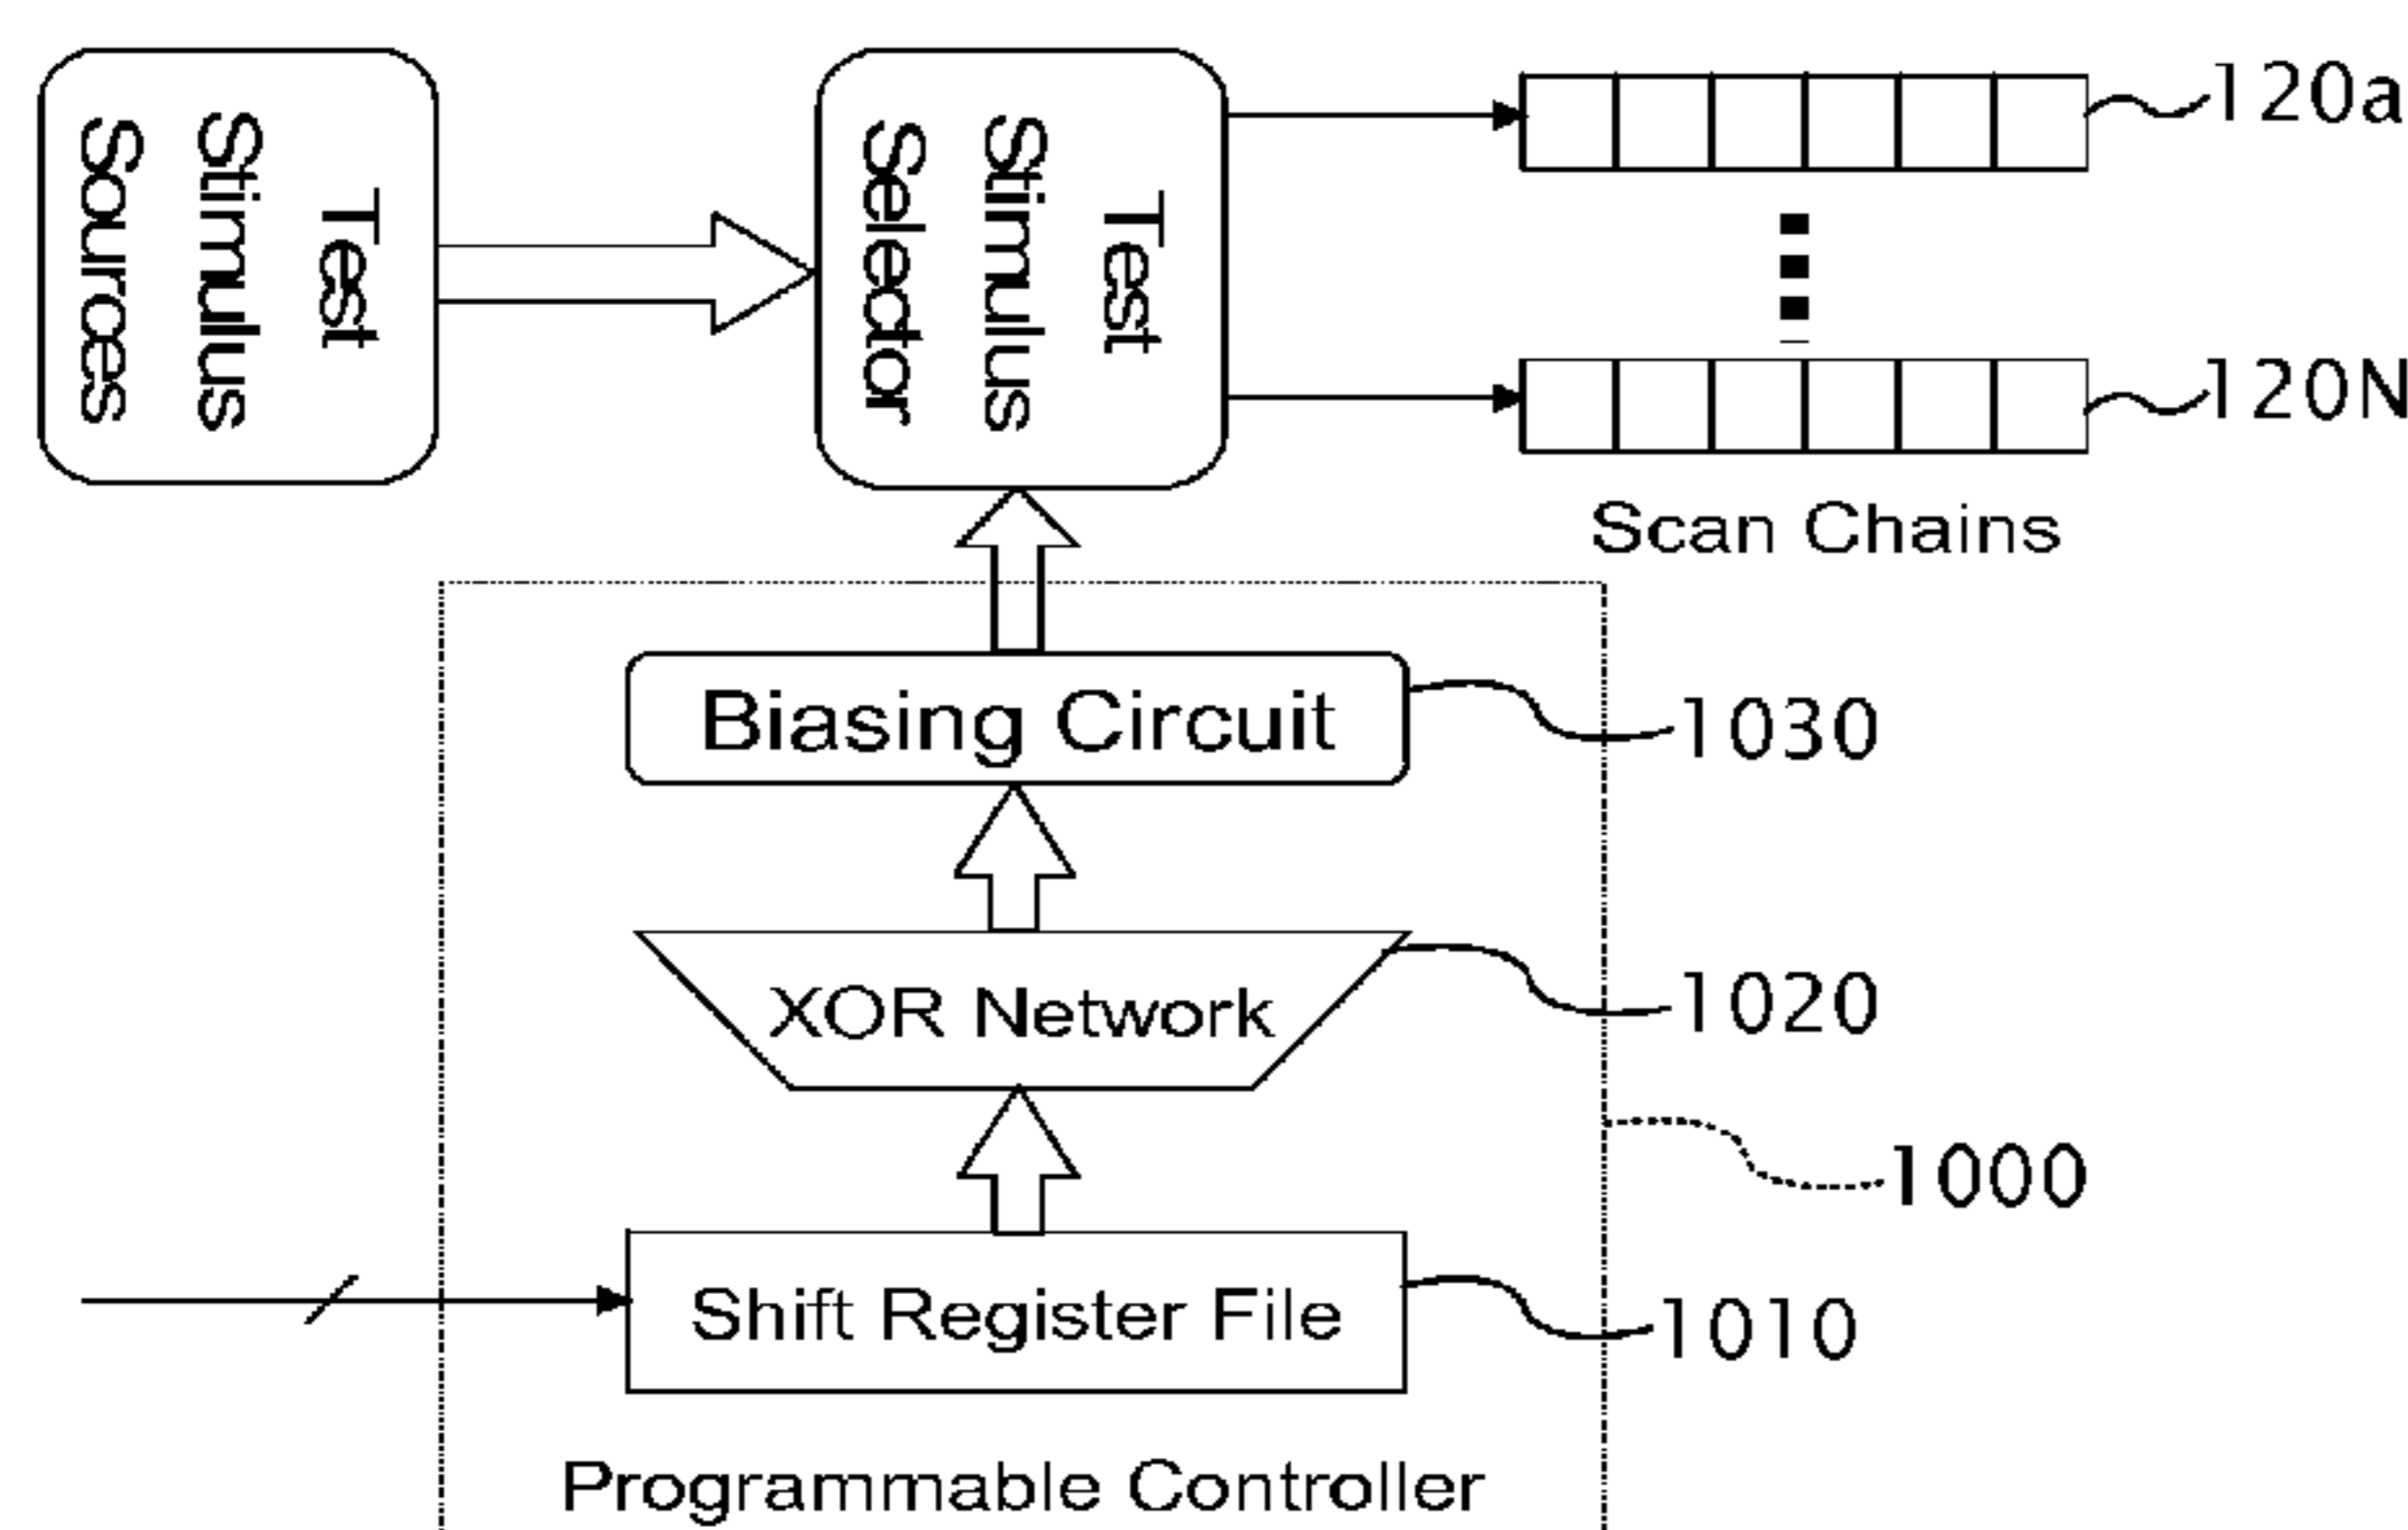 Test
Stimulus
Sources
Test
Stimulus
Selector
120a
120N
Scan Chains
Biasing Circuit
1030
XOR Network
1020
1000
Shift Register File
1010
Programmable Controller